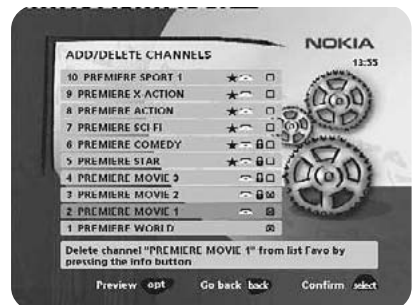 NOKIA
ADD/DELETE CHANNELS
13:55
10 PREMIERE SPORT 1
9 PREMIERE X-ACTION
8 PREMIERE ACTION
7 PREMIERE SCI-FI
6 PREMIERE COMEDY
5 PREMIERE STAR
4 PREMIERE MOVIE 3
3 PREMIERE MOVIE 2
2 PREMIERE MOVIE 1
1 PREMIERE WORLD
Delete channel "PREMIERE MOVIE 1" from list Favo by
pressing the info button
Preview opt Go back back Confirm select